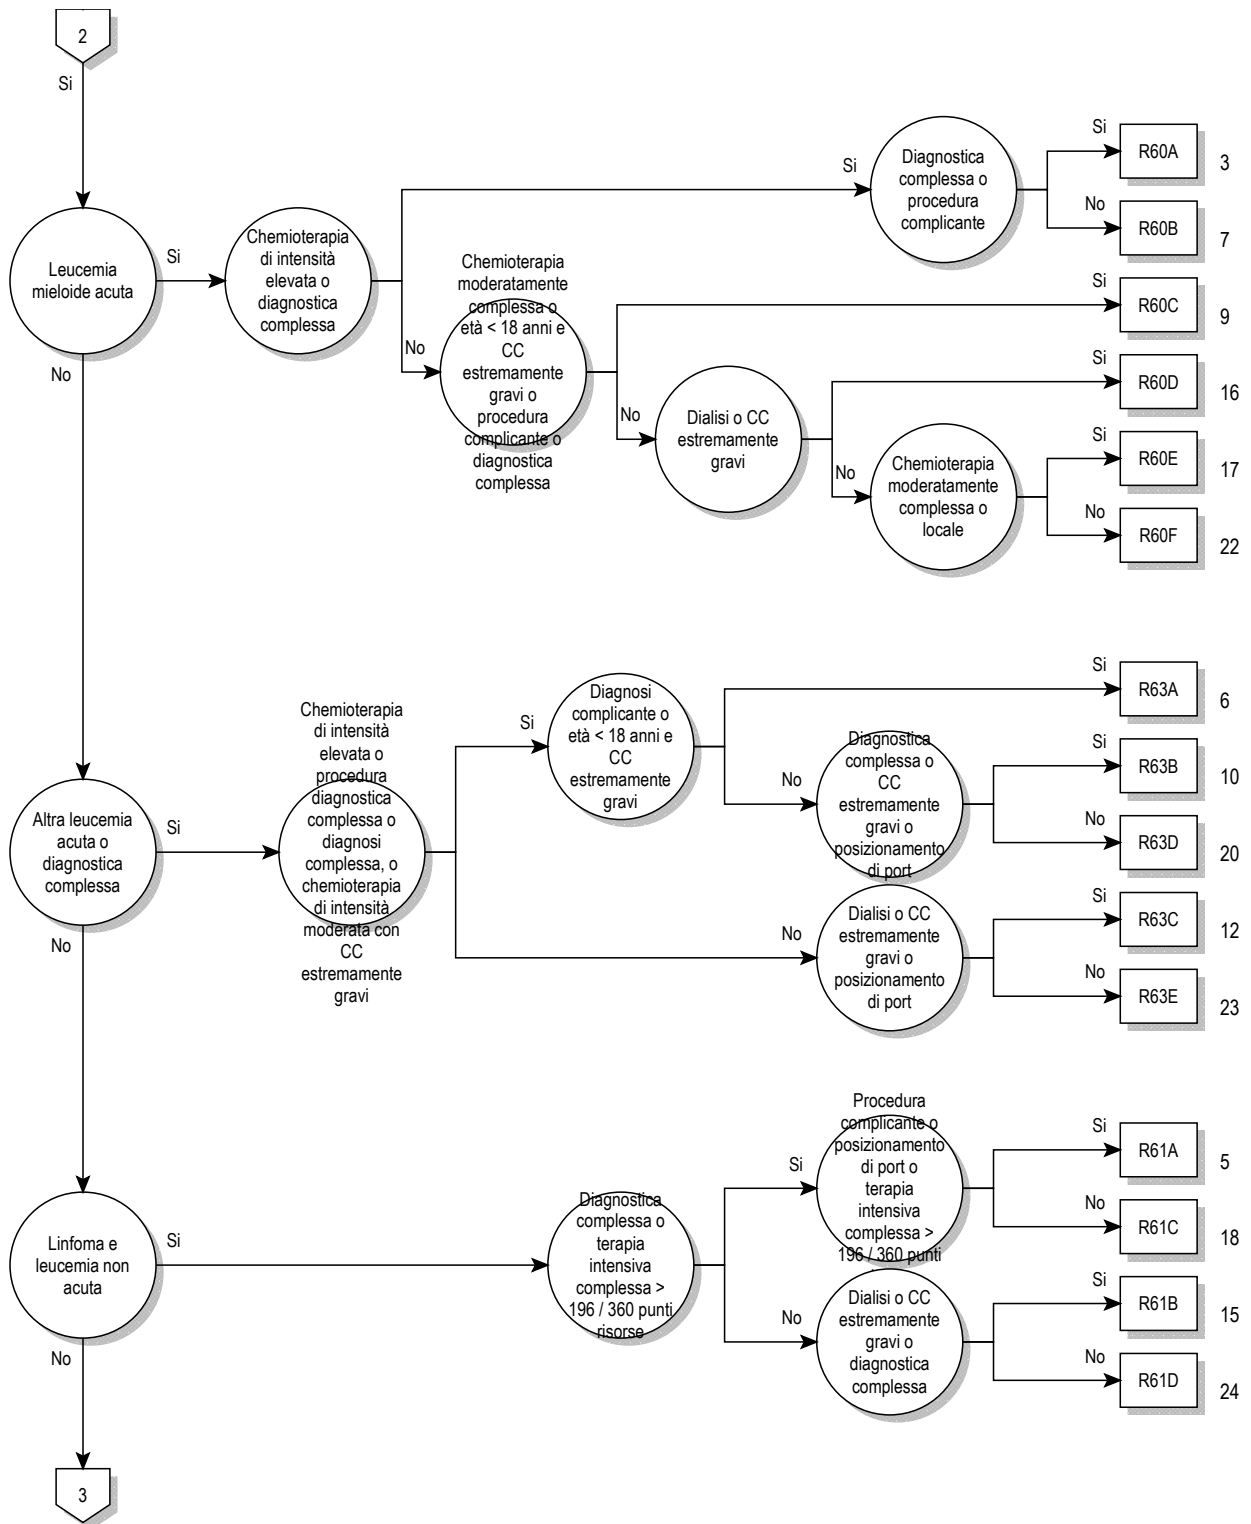 2
Si
Leucemia
mieloide acuta
Si
No
Chemioterapia
di intensità
elevata o
diagnostica
complessa
Si
No
Diagnostica
complessa o
procedura
complicante
Si
R60A
3
No
R60B
7
Chemioterapia
moderatamente
complessa o
età < 18 anni e
CC
estremamente
gravi o
procedura
complicante o
diagnostica
complessa
Si
R60C
9
No
Dialisi o CC
estremamente
gravi
Si
R60D
16
No
Chemioterapia
moderatamente
complessa o
locale
Si
R60E
17
No
R60F
22
Altra leucemia
acuta o
diagnostica
complessa
Si
No
Chemioterapia
di intensità
elevata o
procedura
diagnostica
complessa o
diagnosi
complessa, o
chemioterapia
di intensità
moderata con
CC
estremamente
gravi
Si
No
Diagnosi
complicante o
età < 18 anni e
CC
estremamente
gravi
Si
R63A
6
No
Diagnostica
complessa o
CC
estremamente
gravi o
posizionamento
di port
Si
R63B
10
No
R63D
20
Dialisi o CC
estremamente
gravi o
posizionamento
di port
Si
R63C
12
No
R63E
23
Linfoma e
leucemia non
acuta
Si
No
Diagnostica
complessa o
terapia
intensiva
complessa >
196 / 360 punti
risorse
Si
No
Procedura
complicante o
posizionamento
di port o
terapia
intensiva
complessa >
196 / 360 punti
Si
R61A
5
No
R61C
18
Dialisi o CC
estremamente
gravi o
diagnostica
complessa
Si
R61B
15
No
R61D
24
3